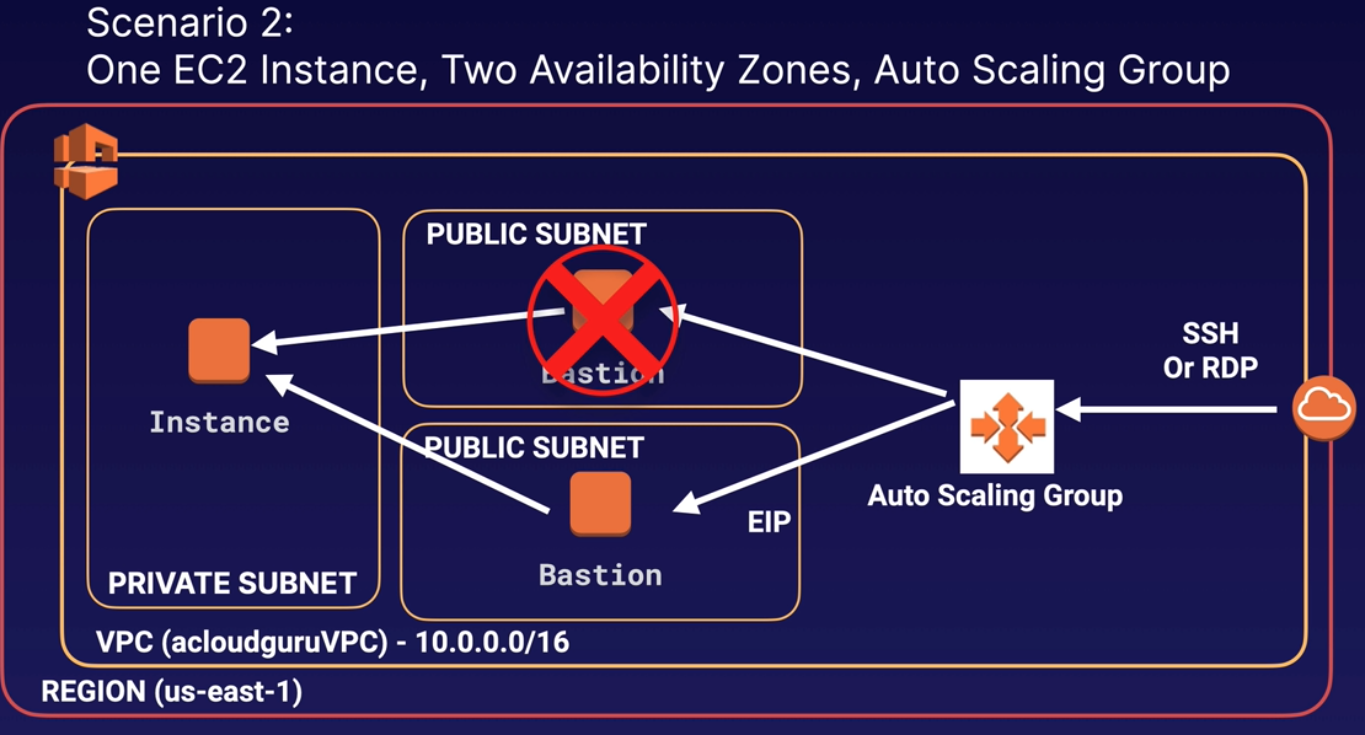 Scenario 2:
One EC2 Instance, Two Availability Zones, Auto Scaling Group
PUBLIC SUBNET
Bastion
SSH
Or RDP
Instance
PUBLIC SUBNET
Auto Scaling Group
EIP
Bastion
PRIVATE SUBNET
VPC (acloudguruVPC) - 10.0.0.0/16
REGION (us-east-1)